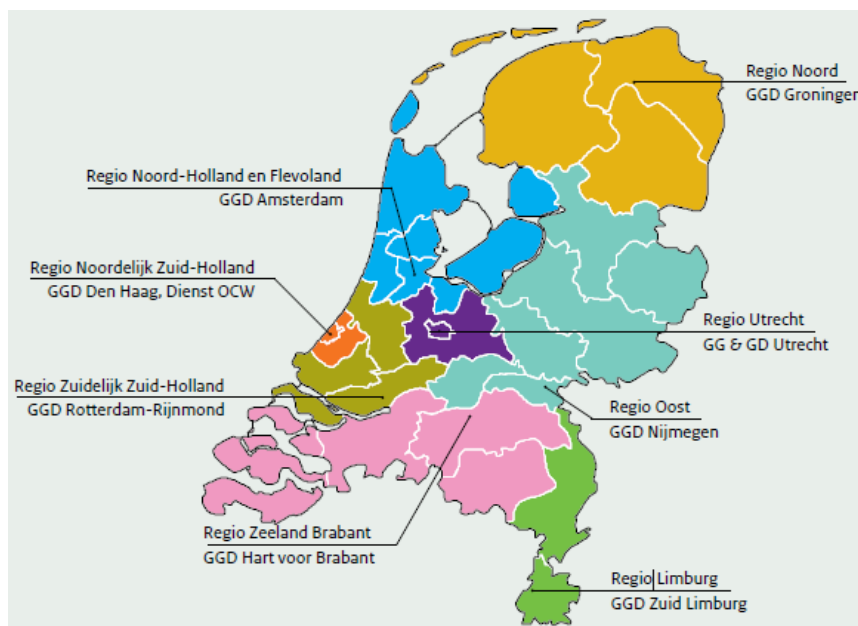 Regio Noord
GGD Groningen
Regio Noord-Holland en Flevoland
GGD Amsterdam
Regio Noordelijk Zuid-Holland
GGD Den Haag, Dienst OCW
Regio Utrecht
GG & GD Utrecht
Regio Zuidelijk Zuid-Holland
GGD Rotterdam-Rijnmond
Regio Oost
GGD Nijmegen
Regio Zeeland Brabant
GGD Hart voor Brabant
Regio Limburg
GGD Zuid Limburg